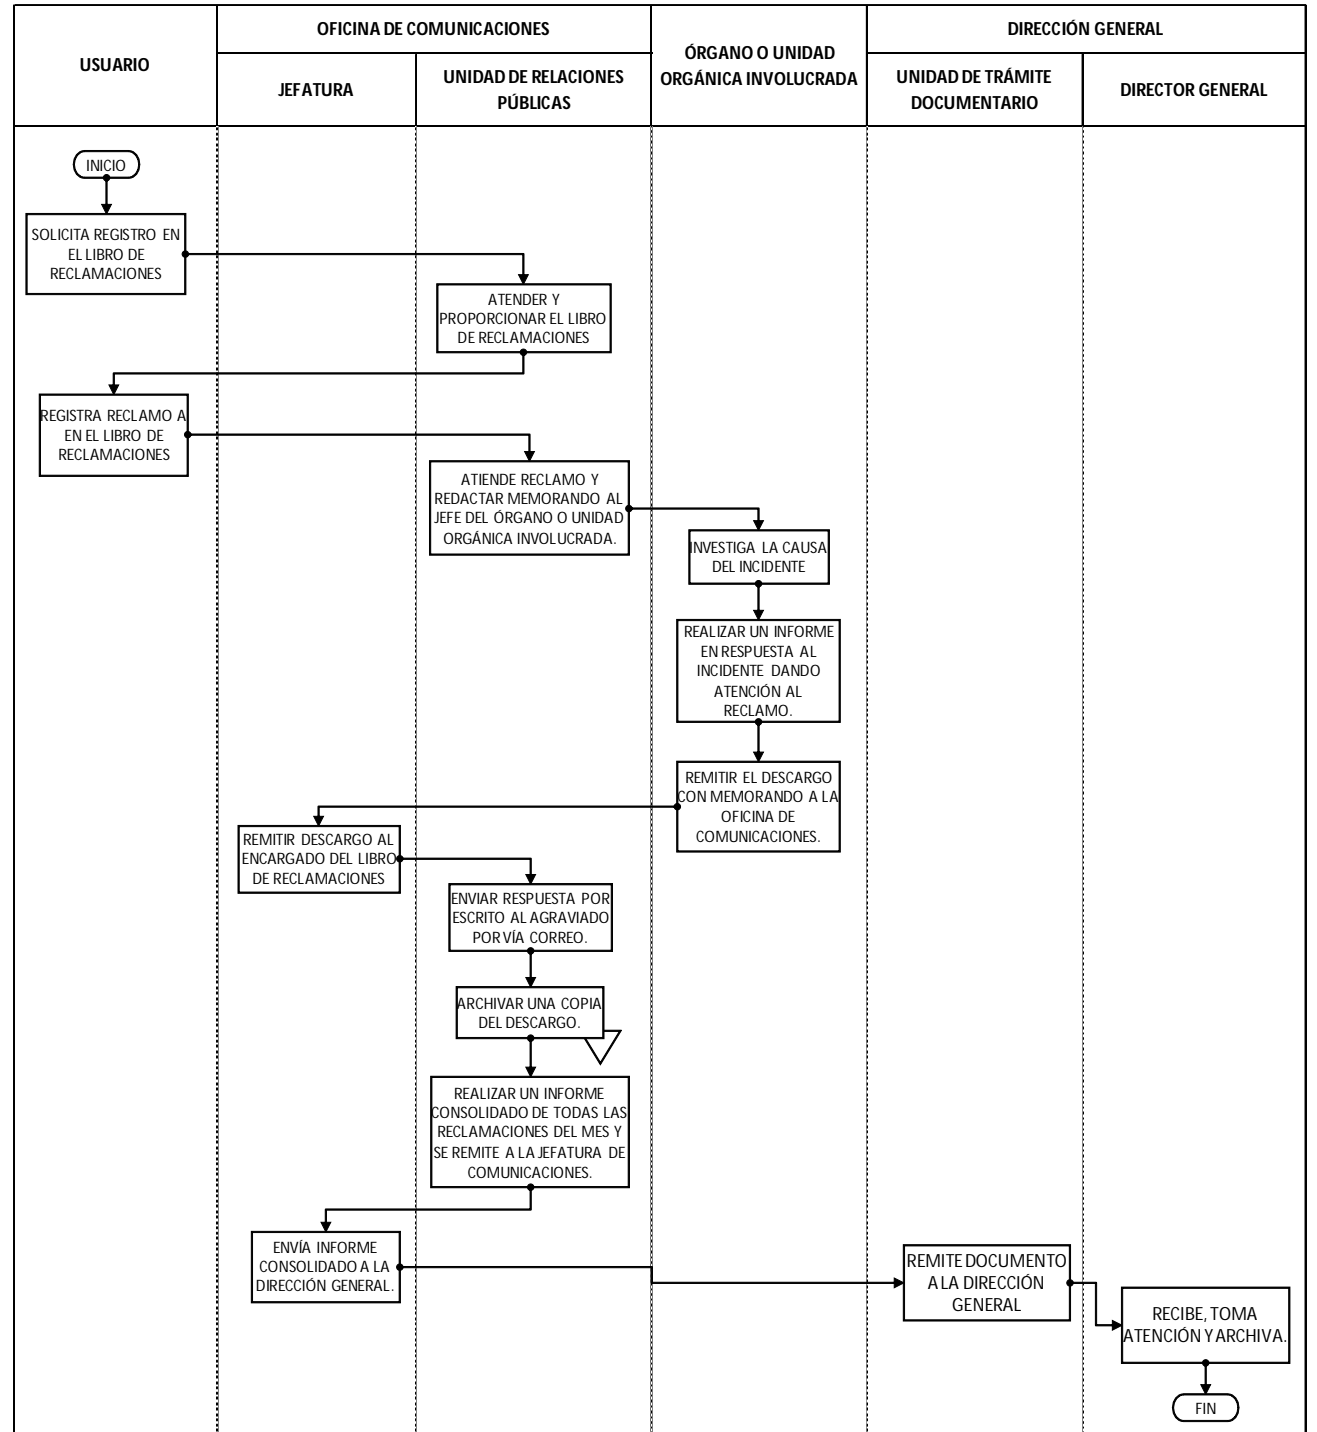 USUARIO
OFICINA DE COMUNICACIONES
JEFATURA
UNIDAD DE RELACIONES
PÚBLICAS
ÓRGANO O UNIDAD
ORGÁNICA INVOLUCRADA
DIRECCIÓN GENERAL
UNIDAD DE TRÁMITE
DOCUMENTARIO
DIRECTOR GENERAL
INICIO
SOLICITA REGISTRO EN
EL LIBRO DE
RECLAMACIONES
ATENDER Y
PROPORCIONAR EL LIBRO
DE RECLAMACIONES
REGISTRA RECLAMO A
EN EL LIBRO DE
RECLAMACIONES
ATIENDE RECLAMO Y
REDACTAR MEMORANDO AL
JEFE DEL ÓRGANO O UNIDAD
ORGÁNICA INVOLUCRADA.
INVESTIGA LA CAUSA
DEL INCIDENTE
REALIZAR UN INFORME
EN RESPUESTA AL
INCIDENTE DANDO
ATENCIÓN AL
RECLAMO.
REMITIR EL DESCARGO
CON MEMORANDO A LA
OFICINA DE
COMUNICACIONES.
REMITIR DESCARGO AL
ENCARGADO DEL LIBRO
DE RECLAMACIONES
ENVIAR RESPUESTA POR
ESCRITO AL AGRAVIADO
POR VÍA CORREO.
ARCHIVAR UNA COPIA
DEL DESCARGO.
REALIZAR UN INFORME
CONSOLIDADO DE TODAS LAS
RECLAMACIONES DEL MES Y
SE REMITE A LA JEFATURA DE
COMUNICACIONES.
ENVÍA INFORME
CONSOLIDADO A LA
DIRECCIÓN GENERAL.
REMITE DOCUMENTO
A LA DIRECCIÓN
GENERAL
RECIBE, TOMA
ATENCIÓN Y ARCHIVA.
FIN